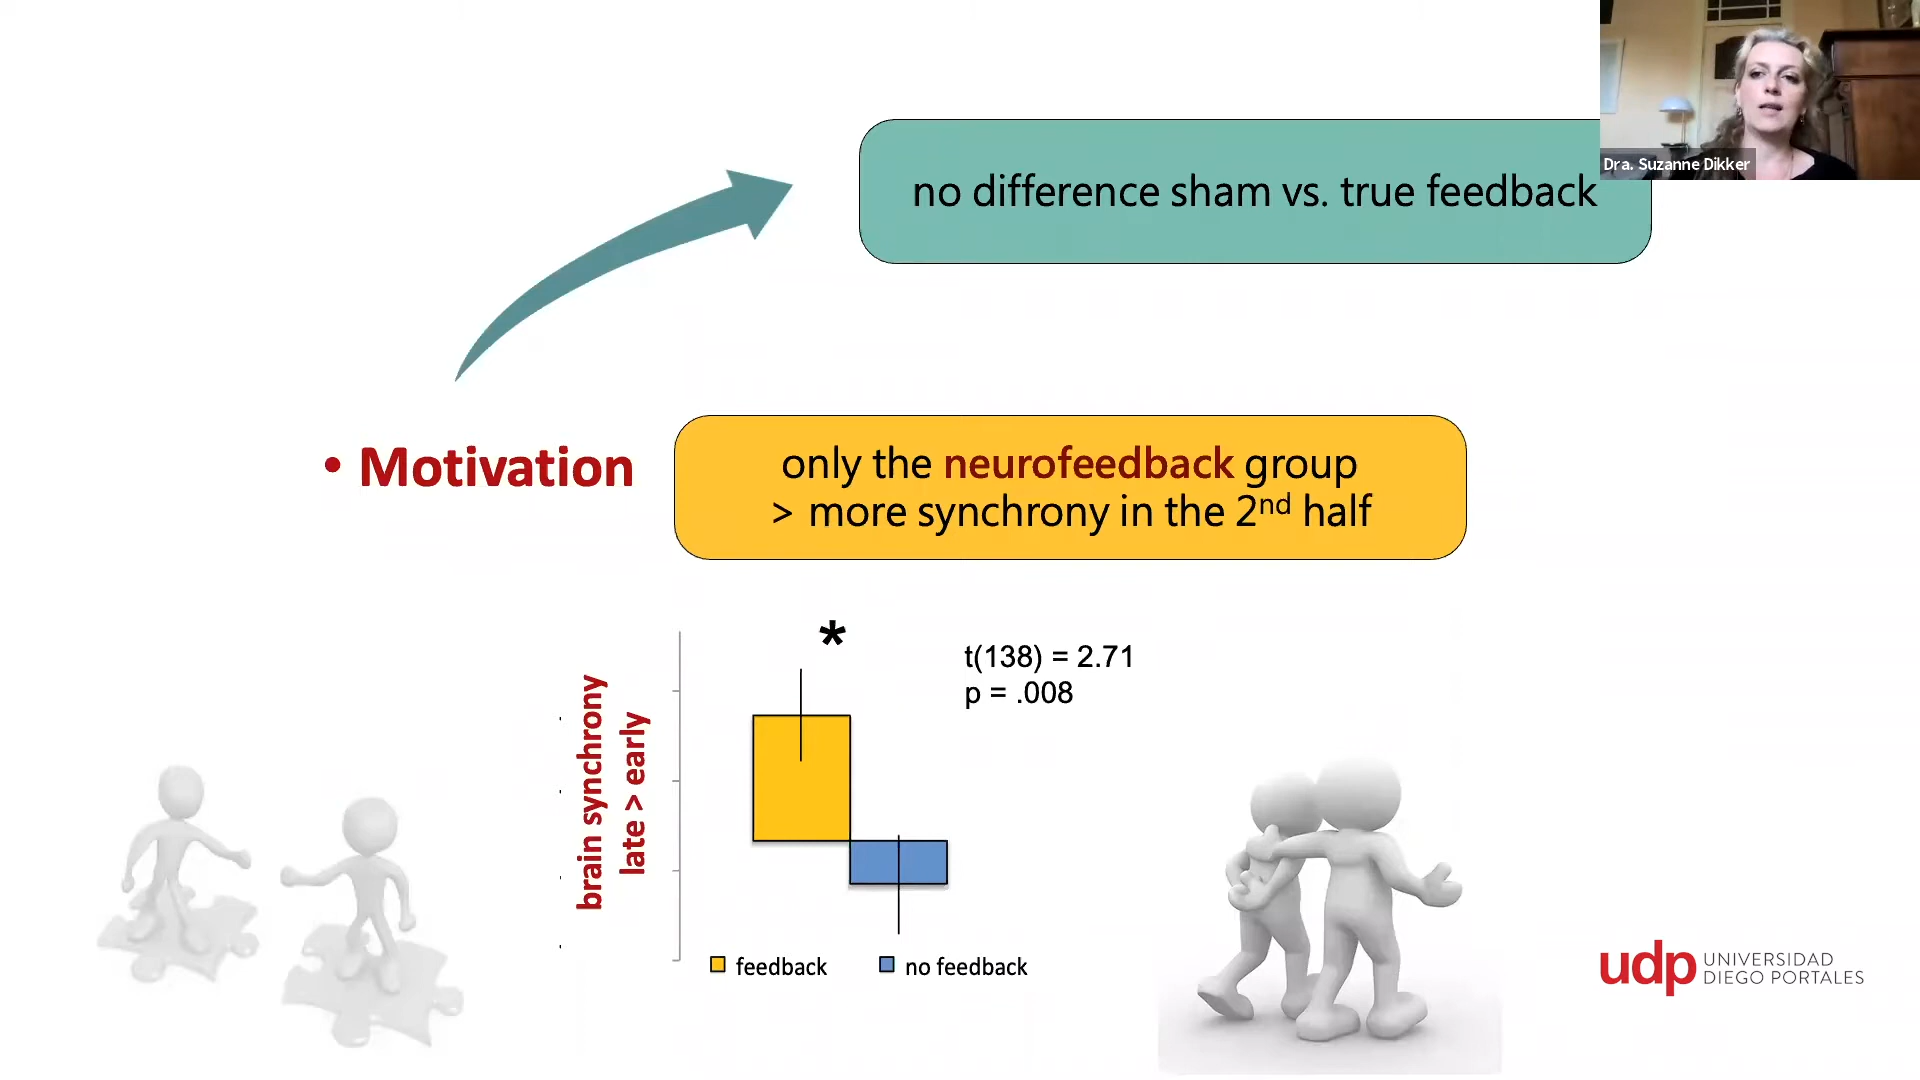 Dra. Suzanne Dikker
no difference sham vs. true feedback
• Motivation
only the neurofeedback group
> more synchrony in the 2nd half
*
t(138) = 2.71
p = .008
brain synchrony
late > early
feedback
no feedback
udp UNIVERSIDAD
DIEGO PORTALES